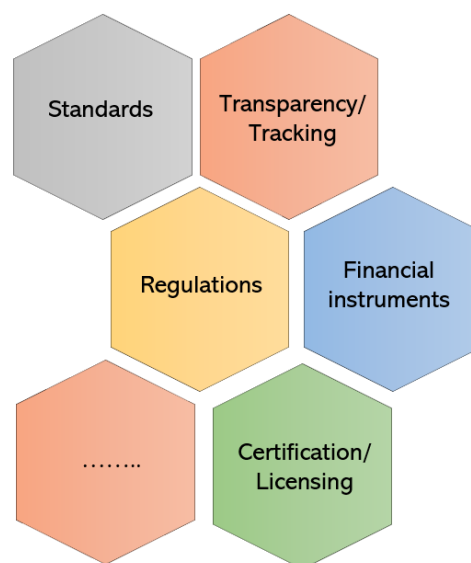 Standards
Transparency/
Tracking
Regulations
Financial
instruments
……..
Certification/
Licensing